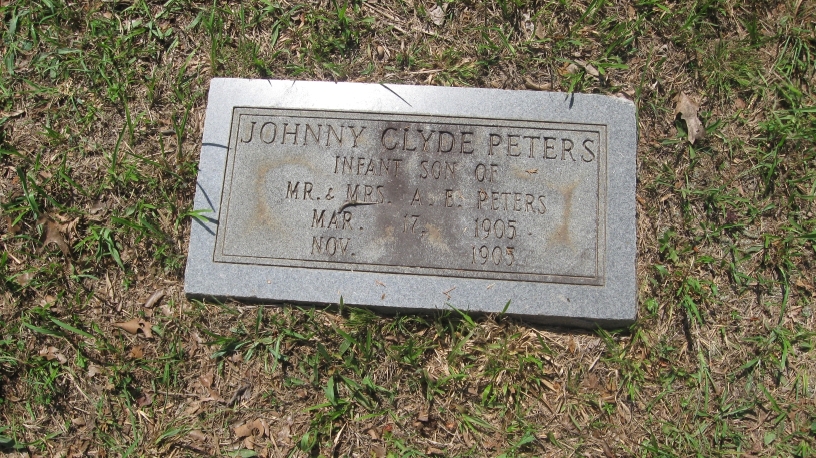 JOHNNY CLYDE PETERS
INFANT SON OF
MR. & MRS. A. E. PETERS
MAR. 17, 1905
NOV. 1905